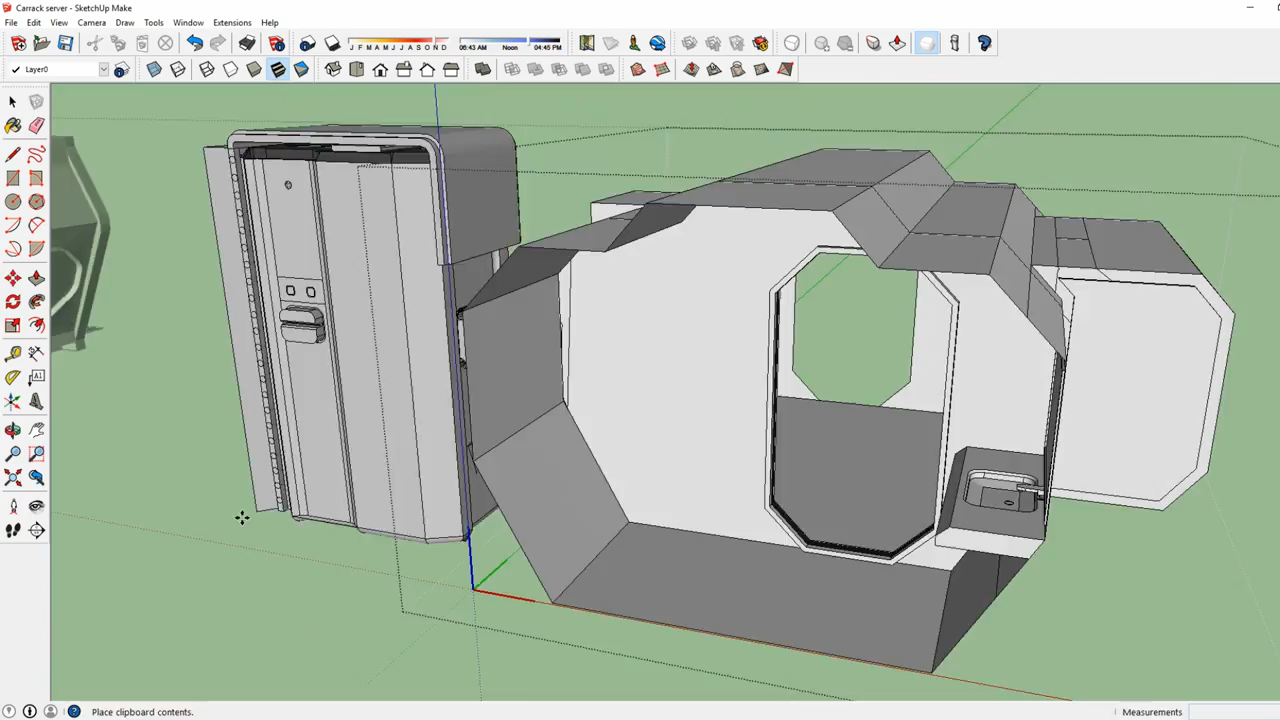 Carrack server - SketchUp Make
File Edit View Camera Draw Tools Window Extensions Help
J F M A M J J A S O N D 06:43 AM Noon 04:45 PM
Layer0
A1
Place clipboard contents.
Measurements